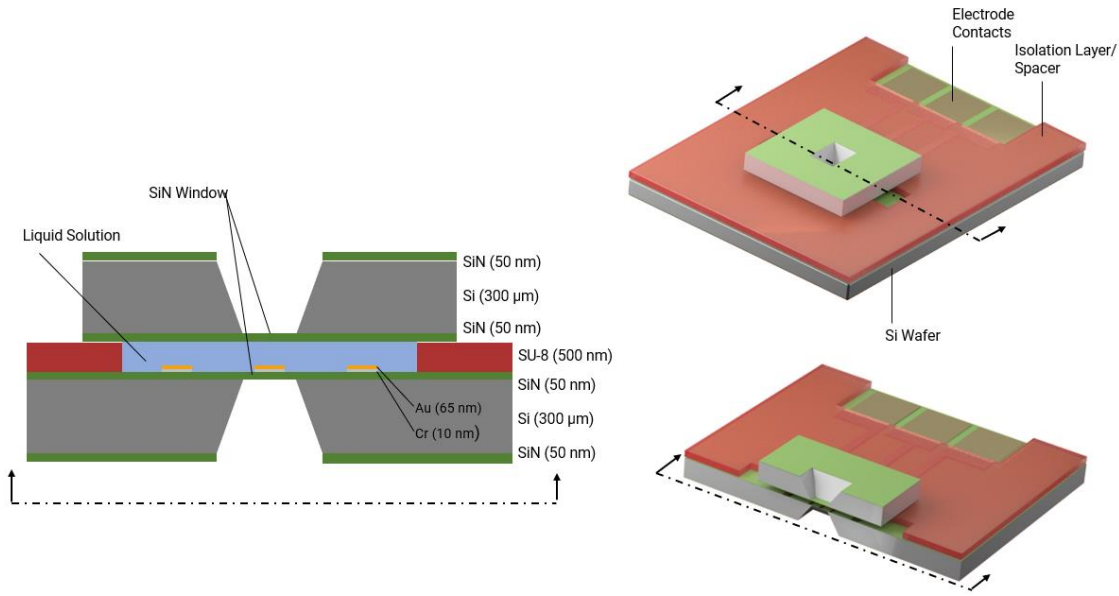 SiN Window
Liquid Solution
SiN (50 nm)
Si (300 µm)
SiN (50 nm)
SU-8 (500 nm)
SiN (50 nm)
Au (65 nm)
Si (300 µm)
Cr (10 nm)
SiN (50 nm)
Electrode
Contacts
Isolation Layer/
Spacer
Si Wafer